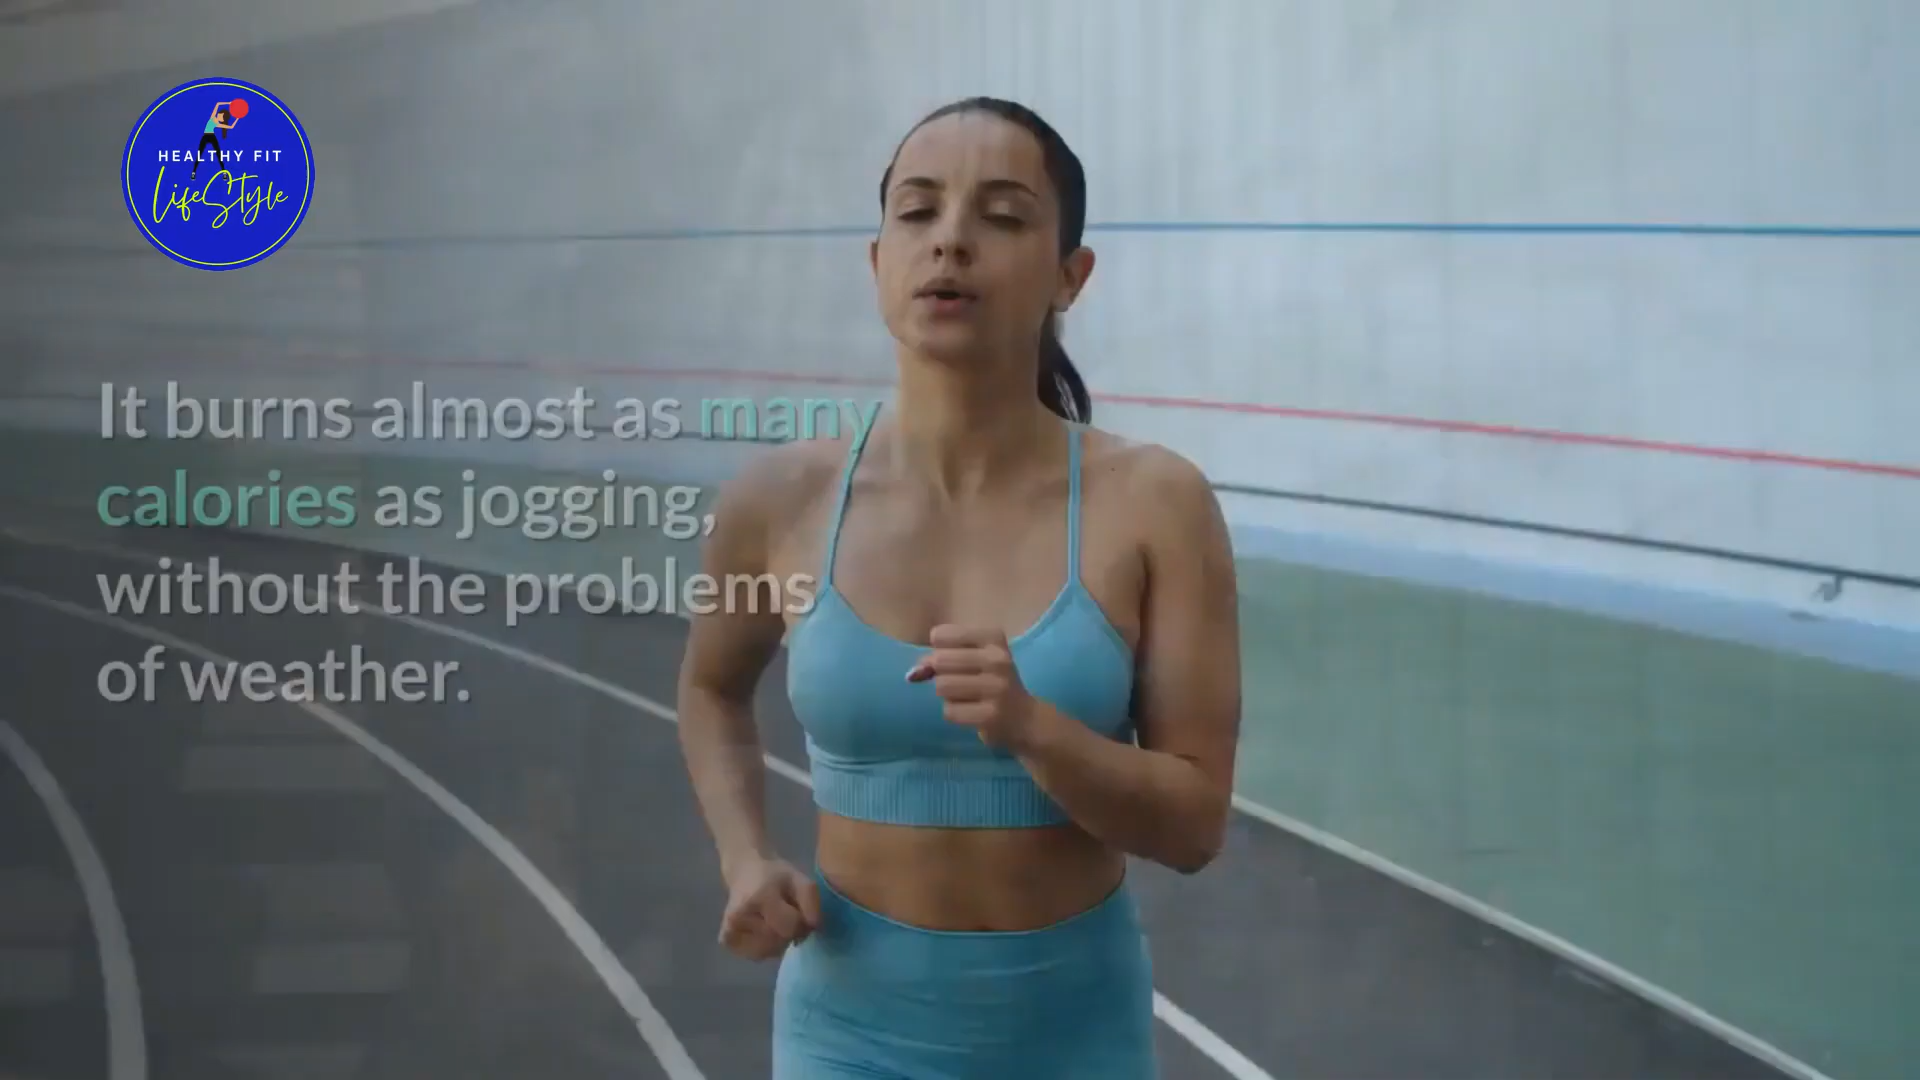 HEALTHY FIT
LifeStyle
It burns almost as many
calories as jogging,
without the problems
of weather.